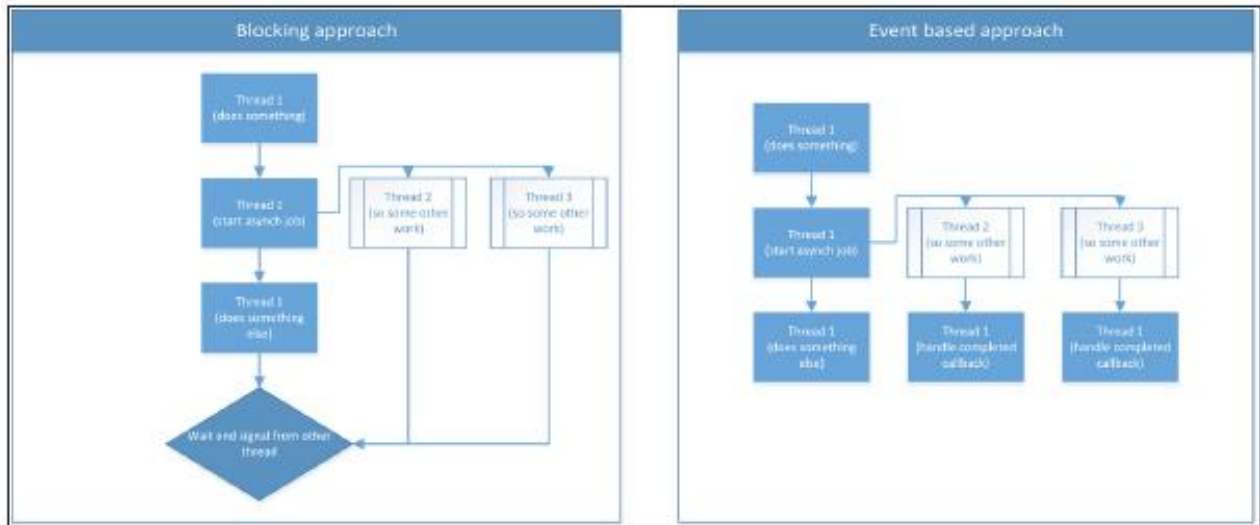 Blocking approach
Thread 1
(does something)
Thread 1
(start asynch job)
Thread 2
(so some other
work)
Thread 3
(so some other
work)
Thread 1
(does something
else)
Wait end signal from other
thread
Event based approach
Thread 1
(does something)
Thread 1
(start asynch job)
Thread 2
(so some other
work)
Thread 3
(so some other
work)
Thread 1
(does something
else)
Thread 1
(handle completed
callback)
Thread 1
(handle completed
callback)